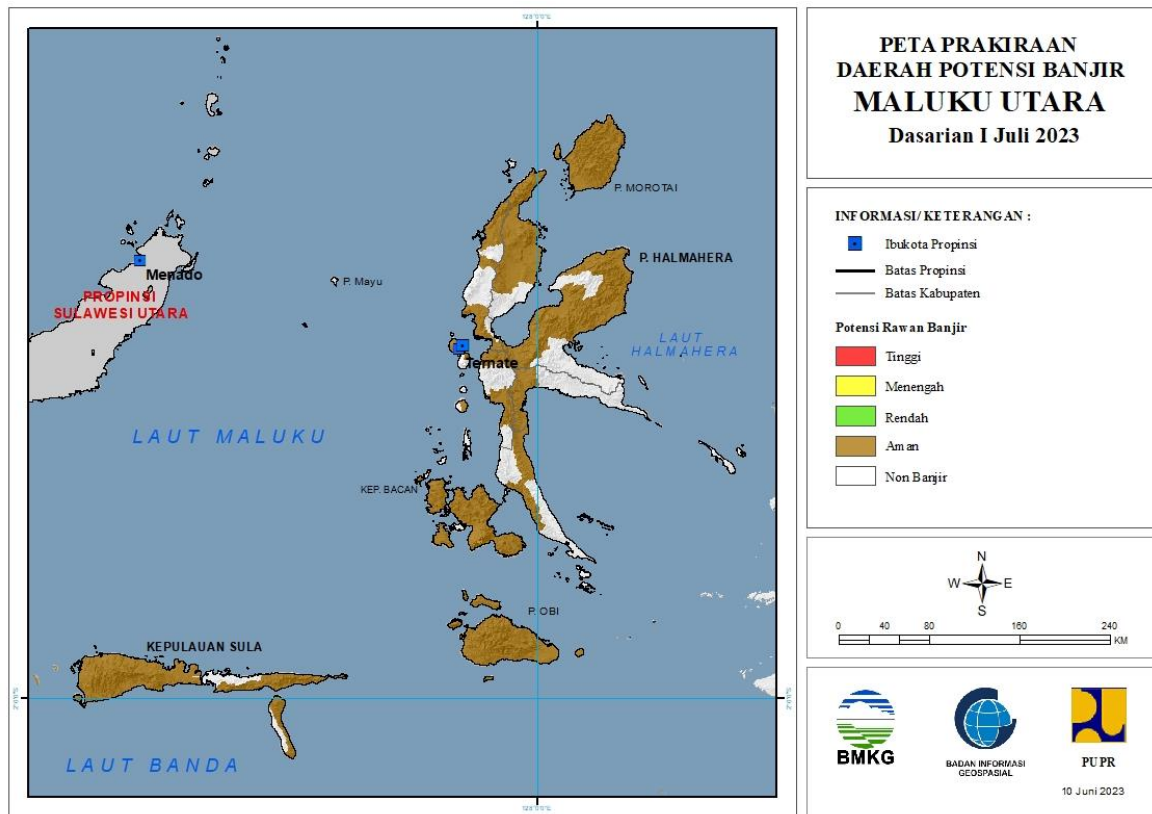 PETA PRAKIRAAN
DAERAH POTENSI BANJIR
MALUKU UTARA
Dasarian I Juli 2023
INFORMASI/ KETERANGAN :
Ibukota Propinsi
Batas Propinsi
Batas Kabupaten
Potensi Rawan Banjir
Tinggi
Menengah
Rendah
Aman
Non Banjir
N
W E
S
0 40 80 160 240
KM
BMKG
BADAN INFORMASI
GEOSPASIAL
PUPR
10 Juni 2023
P. MOROTAI
P. HALMAHERA
Menado
P. Mayu
PROPINSI
SULAWESI UTARA
LAUT
HALMAHERA
Ternate
LAUT MALUKU
KEP. BACAN
P. OBI
KEPULAUAN SULA
LAUT BANDA